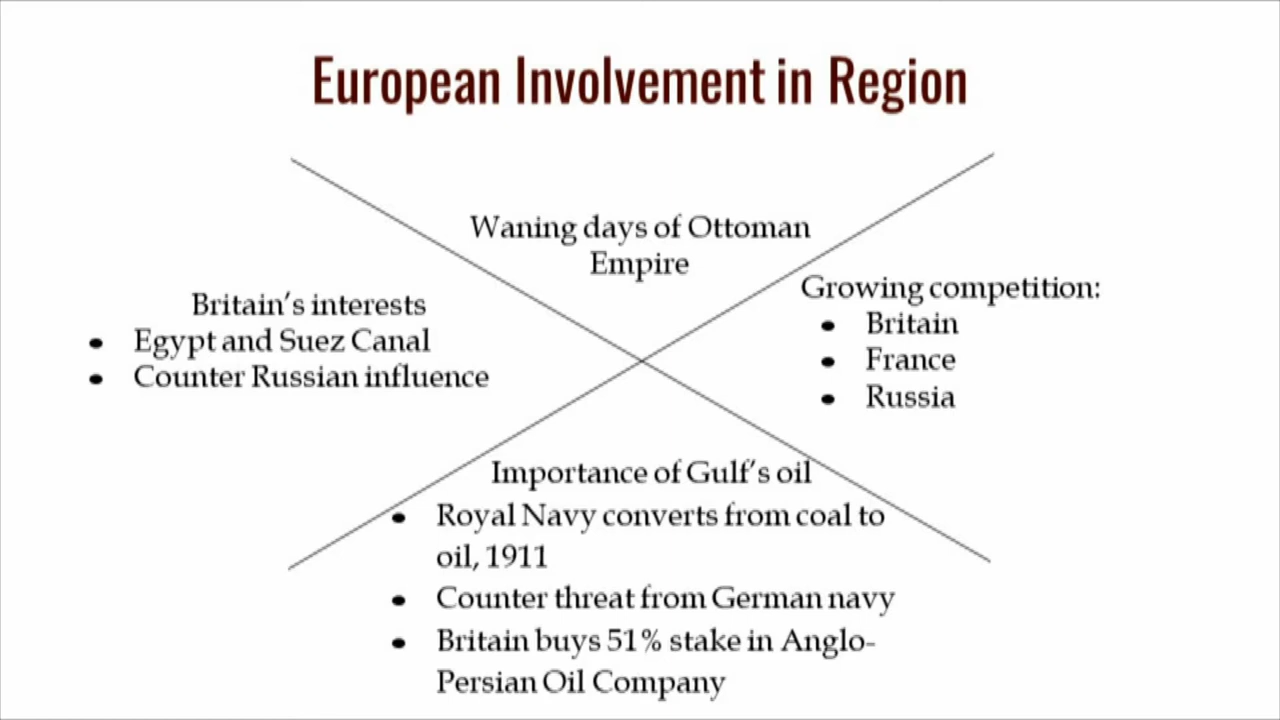 European Involvement in Region
Waning days of Ottoman
Empire
Britain's interests
• Egypt and Suez Canal
• Counter Russian influence
Growing competition:
• Britain
• France
• Russia
Importance of Gulf's oil
• Royal Navy converts from coal to
oil, 1911
• Counter threat from German navy
• Britain buys 51% stake in Anglo-
Persian Oil Company